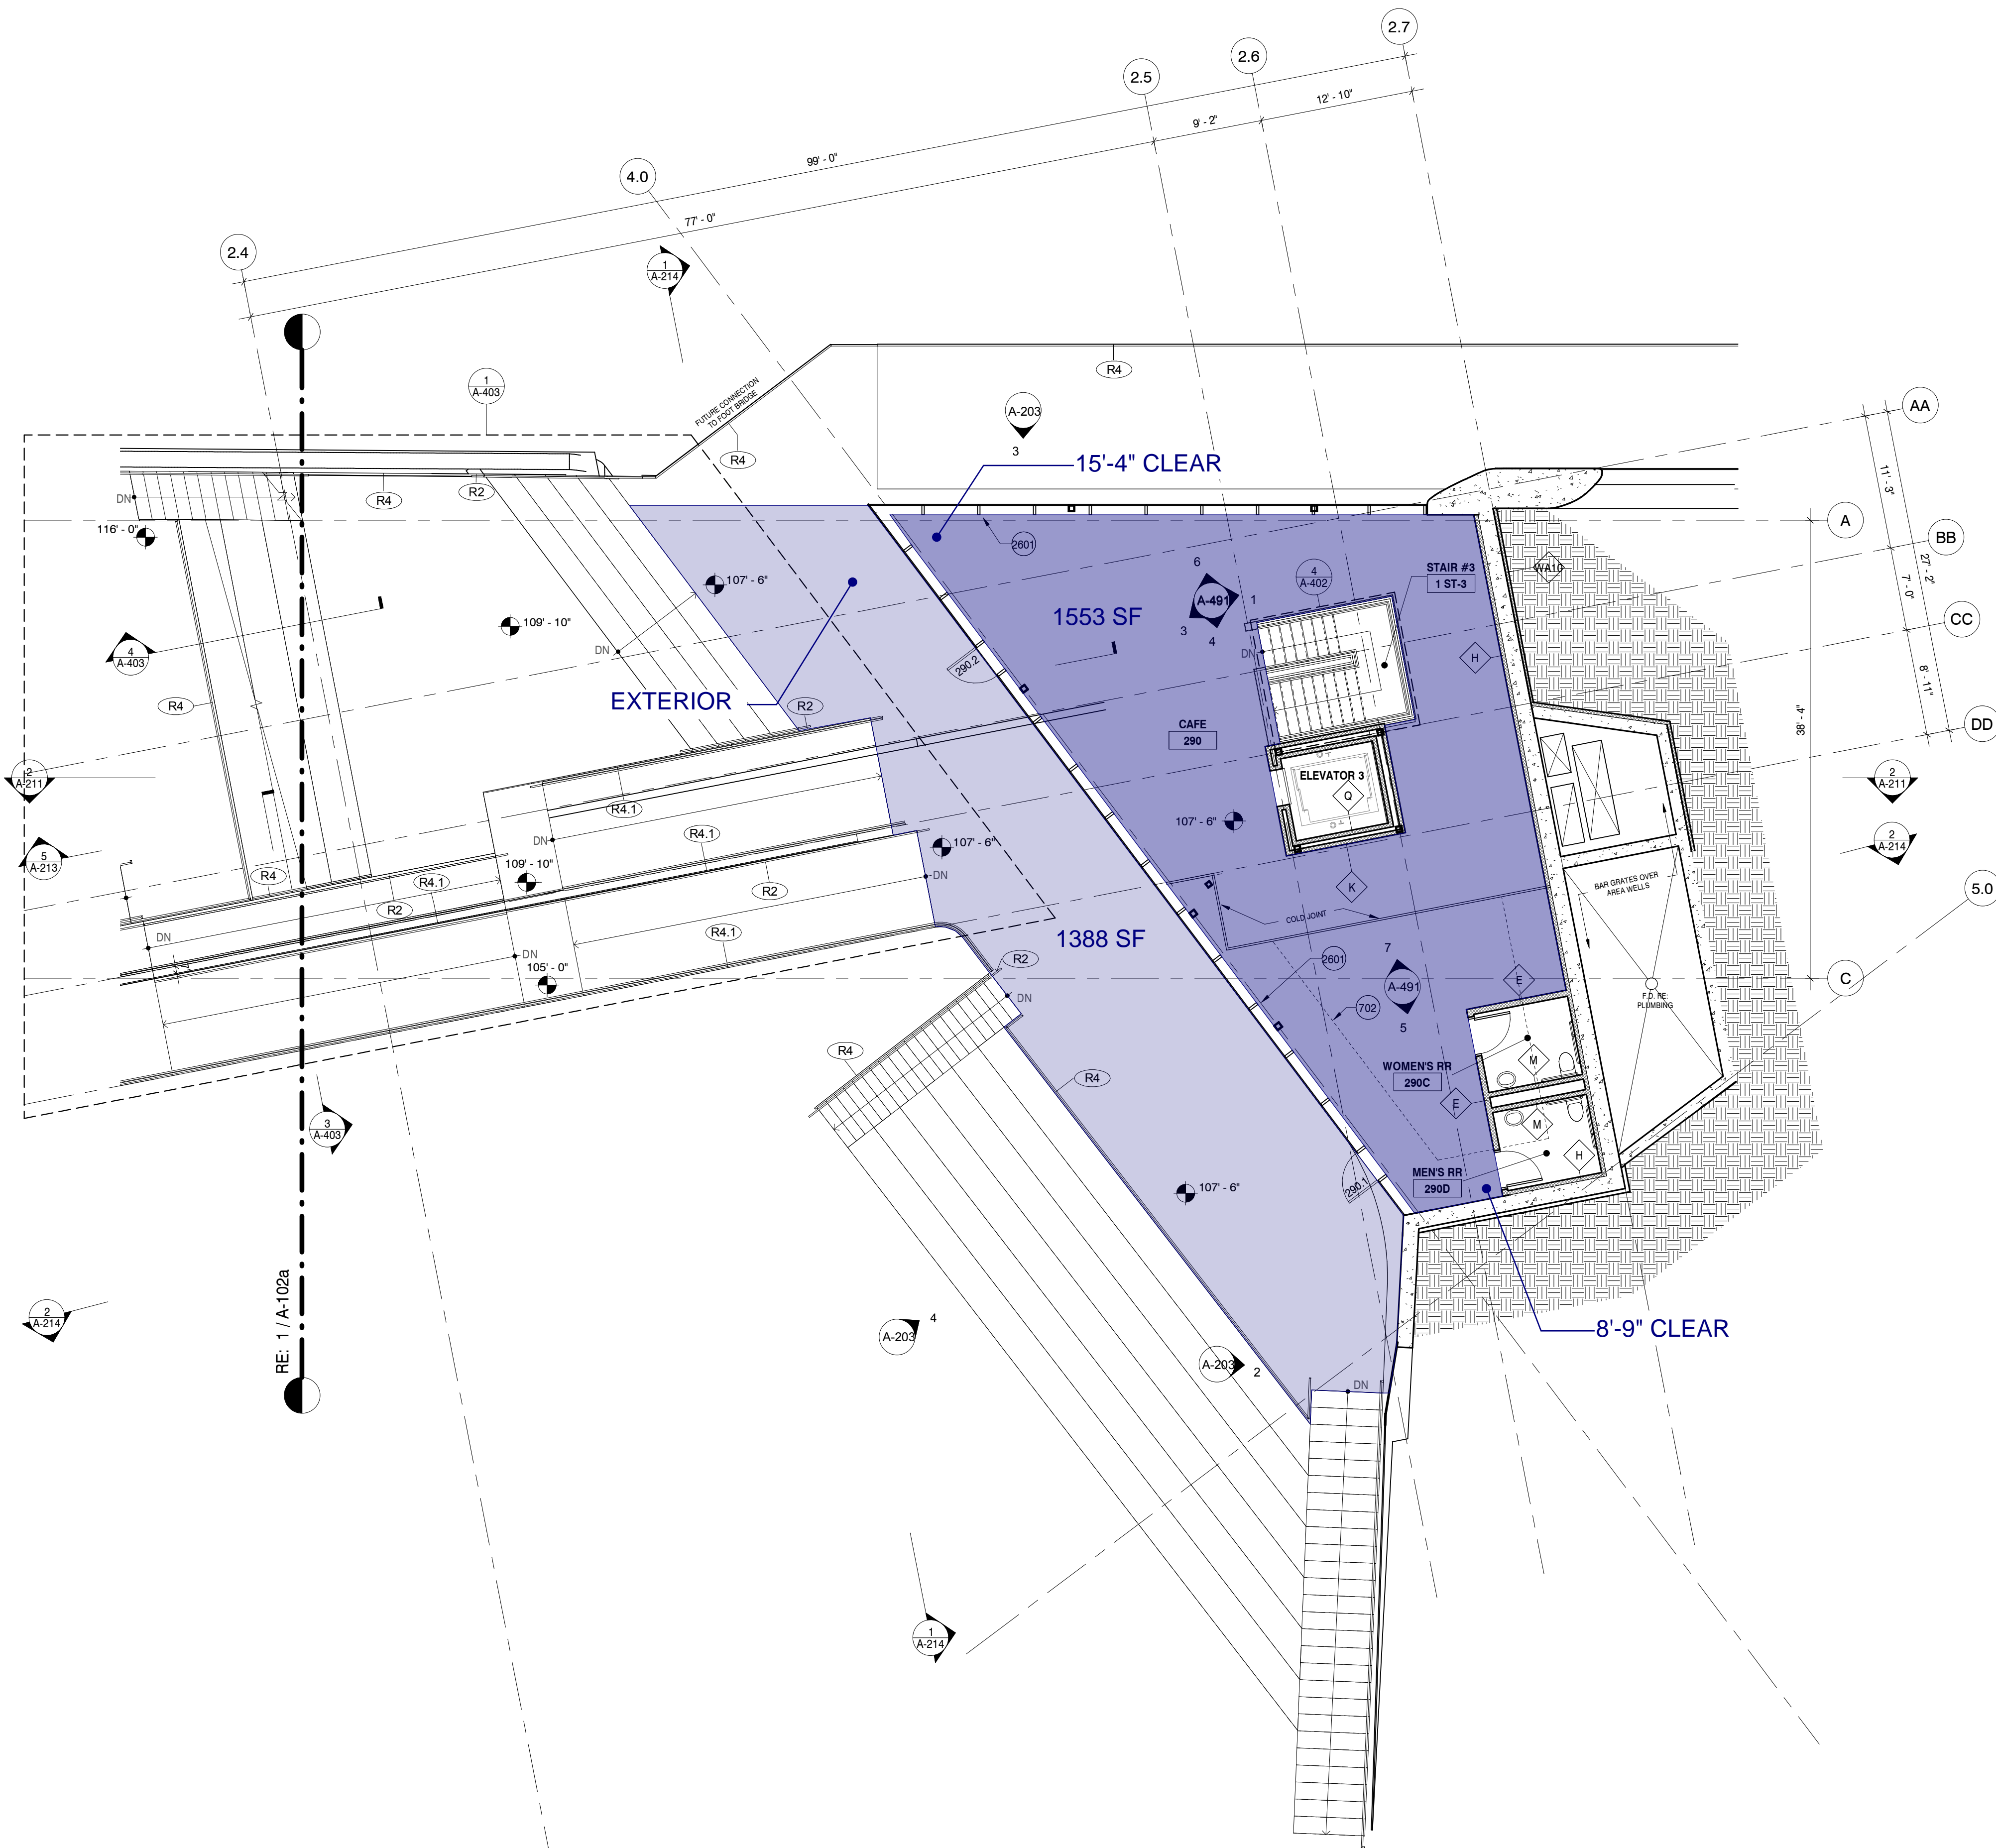 2.7
2.6
2.5
12' - 10"
9' - 2"
99' - 0"
4.0
77' - 0"
2.4
1
A-214
1
A-403
FUTURE CONNECTION
TO FOOT BRIDGE
R4
R4
A-203
3
AA
11' - 3"
A
BB
27' - 2"
7' - 0"
CC
8' - 11"
DD
38' - 4"
15'-4" CLEAR
R4
R2
DN
116' - 0"
2601
107' - 6"
109' - 10"
DN
6
A-491
1
3
4
4
A-402
STAIR #3
1 ST-3
WA10
H
1553 SF
DN
290.2
4
A-403
R4
EXTERIOR
R2
CAFE
290
ELEVATOR 3
Q
2
A-211
2
A-211
R4.1
107' - 6"
R4.1
DN
107' - 6"
2
A-214
5
A-213
109' - 10"
R4
R4.1
R2
R2
DN
K
BAR GRATES OVER
AREA WELLS
5.0
COLD JOINT
R4.1
1388 SF
DN
DN
105' - 0"
R2
DN
2601
7
A-491
5
E
C
F.D. RE:
PLUMBING
702
R4
R4
WOMEN'S RR
290C
M
E
M
H
3
A-403
MEN'S RR
290D
290.1
107' - 6"
RE: 1 / A-102a
2
A-214
A-203
4
A-203
2
8'-9" CLEAR
DN
1
A-214